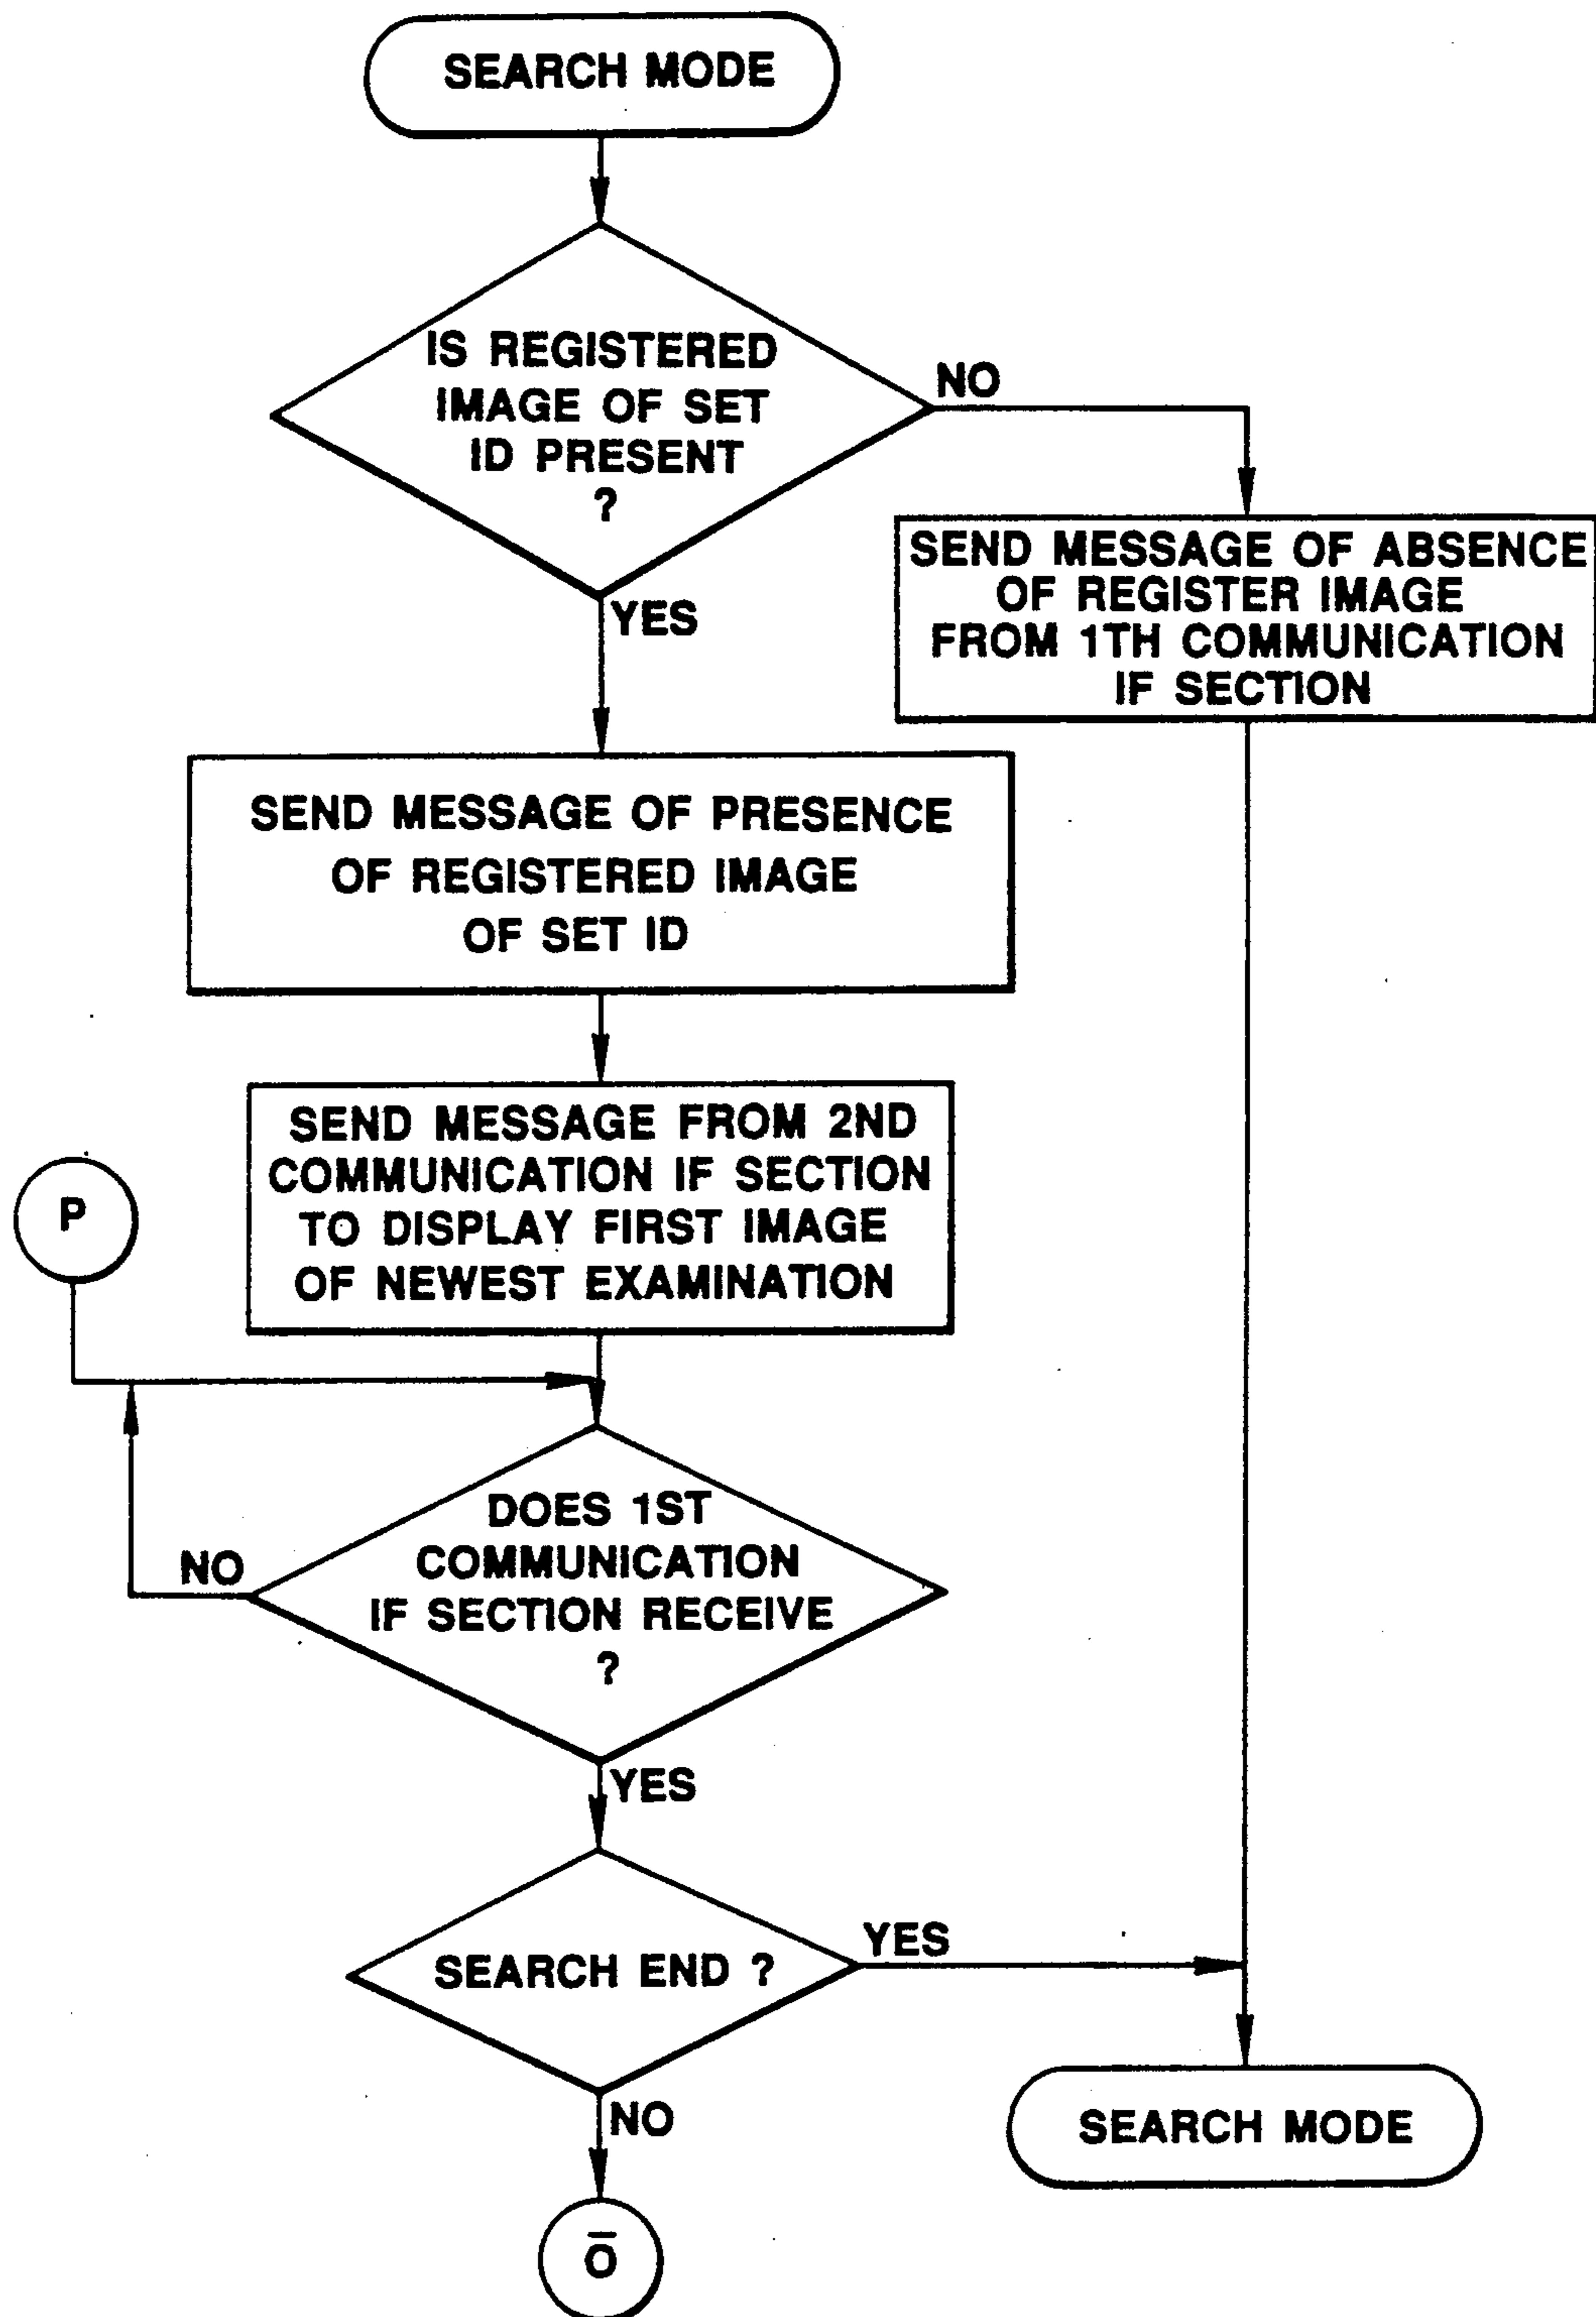 SEARCH MODE
IS REGISTERED
IMAGE OF SET
ID PRESENT
?
NO
YES
SEND MESSAGE OF ABSENCE
OF REGISTER IMAGE
FROM 1TH COMMUNICATION
IF SECTION
SEND MESSAGE OF PRESENCE
OF REGISTERED IMAGE
OF SET ID
SEND MESSAGE FROM 2ND
COMMUNICATION IF SECTION
TO DISPLAY FIRST IMAGE
OF NEWEST EXAMINATION
P
DOES 1ST
COMMUNICATION
IF SECTION RECEIVE
?
NO
YES
SEARCH END ?
YES
NO
SEARCH MODE
Ō